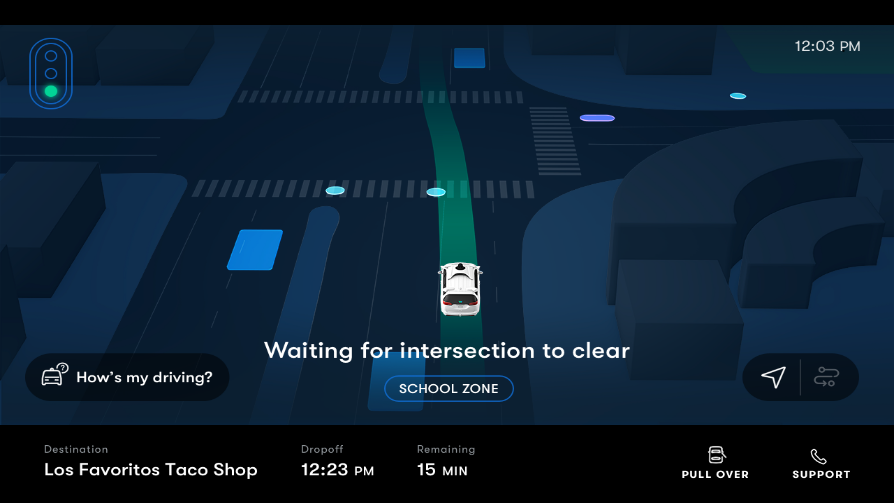 12:03 PM
Waiting for intersection to clear
SCHOOL ZONE
How's my driving?
?
Destination
Los Favoritos Taco Shop
Dropoff
12:23 PM
Remaining
15 MIN
PULL OVER
SUPPORT